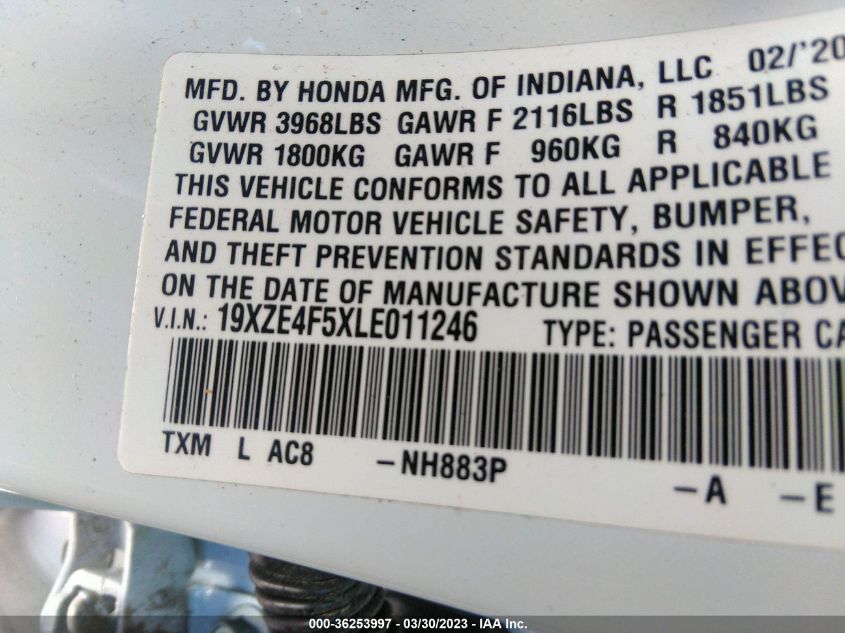 MFD. BY HONDA MFG. OF INDIANA, LLC 02/'20
GVWR 3968LBS GAWR F 2116LBS R 1851LBS
GVWR 1800KG GAWR F 960KG R 840KG
THIS VEHICLE CONFORMS TO ALL APPLICABLE
FEDERAL MOTOR VEHICLE SAFETY, BUMPER,
AND THEFT PREVENTION STANDARDS IN EFFEC
ON THE DATE OF MANUFACTURE SHOWN ABOV
V.I.N.: 19XZE4F5XLE011246 TYPE: PASSENGER CA
TXM L AC8 -NH883P -A -E
© Image - 36253997 - 03/30/2023 - IAA Inc.